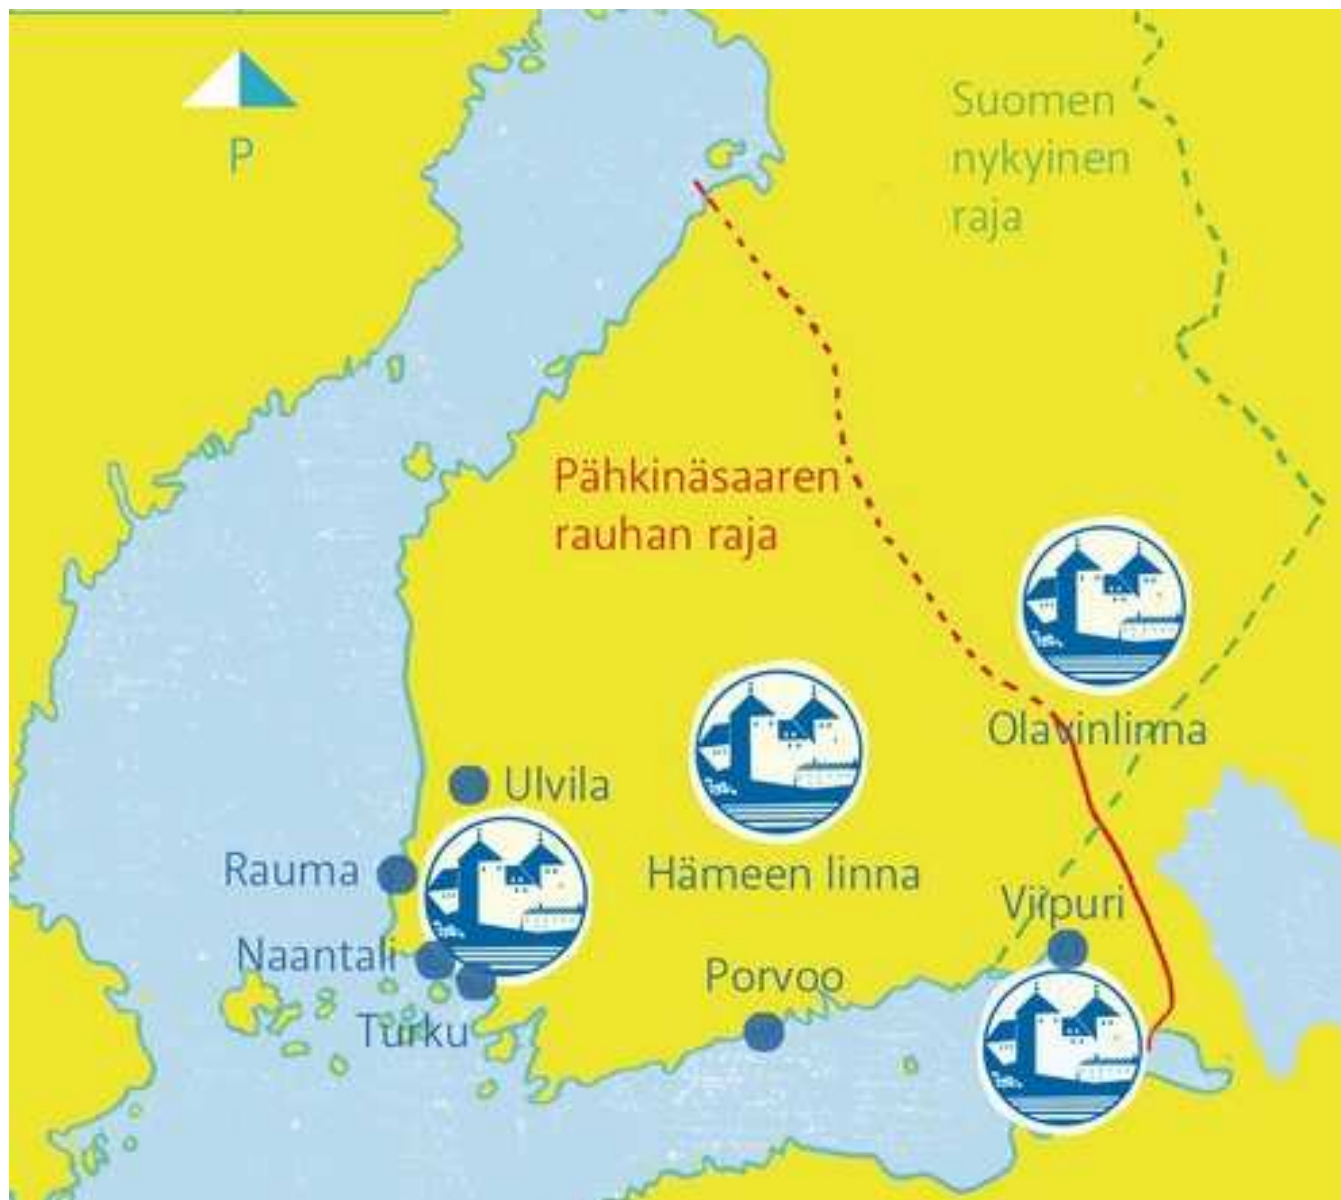 P
Suomen
nykyinen
raja
Pähkinäsaaren
rauhan raja
Olavinlinna
Ulvila
Rauma
Hämeen linna
Viipuri
Naantali
Porvoo
Turku